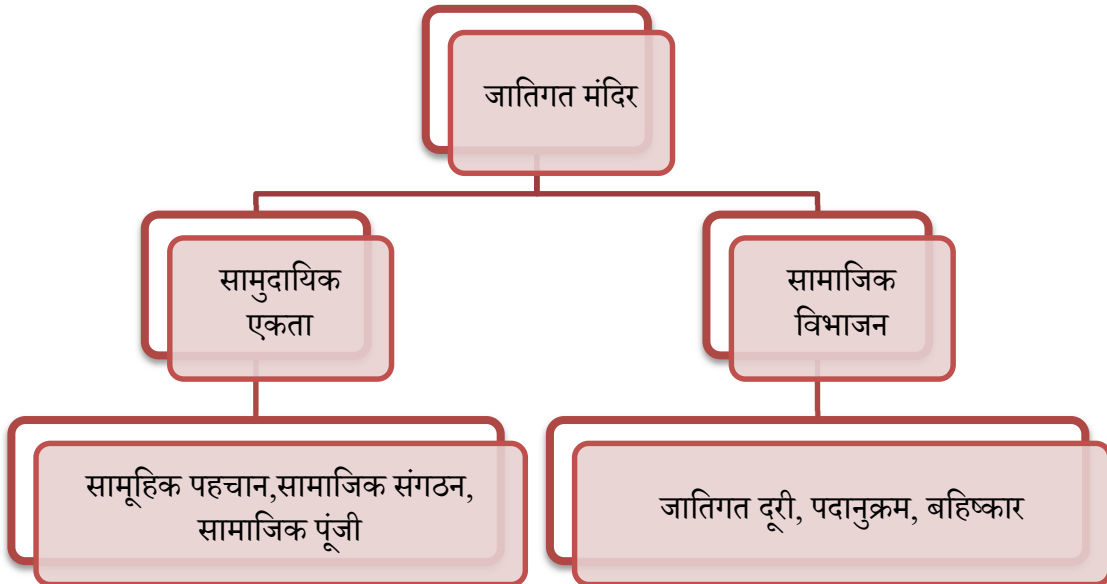 जातिगत मंदिर
सामुदायिक
एकता
सामाजिक
विभाजन
सामूहिक पहचान,सामाजिक संगठन,
सामाजिक पूंजी
जातिगत दूरी, पदानुक्रम, बहिष्कार